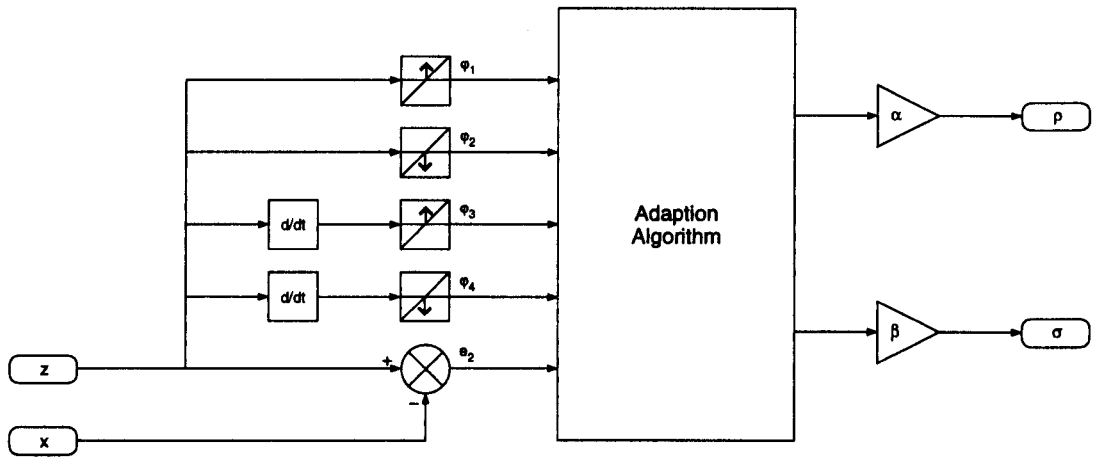 φ1
φ2
d/dt
φ3
d/dt
φ4
z
+
e2
x
−
Adaption
Algorithm
α
ρ
β
σ